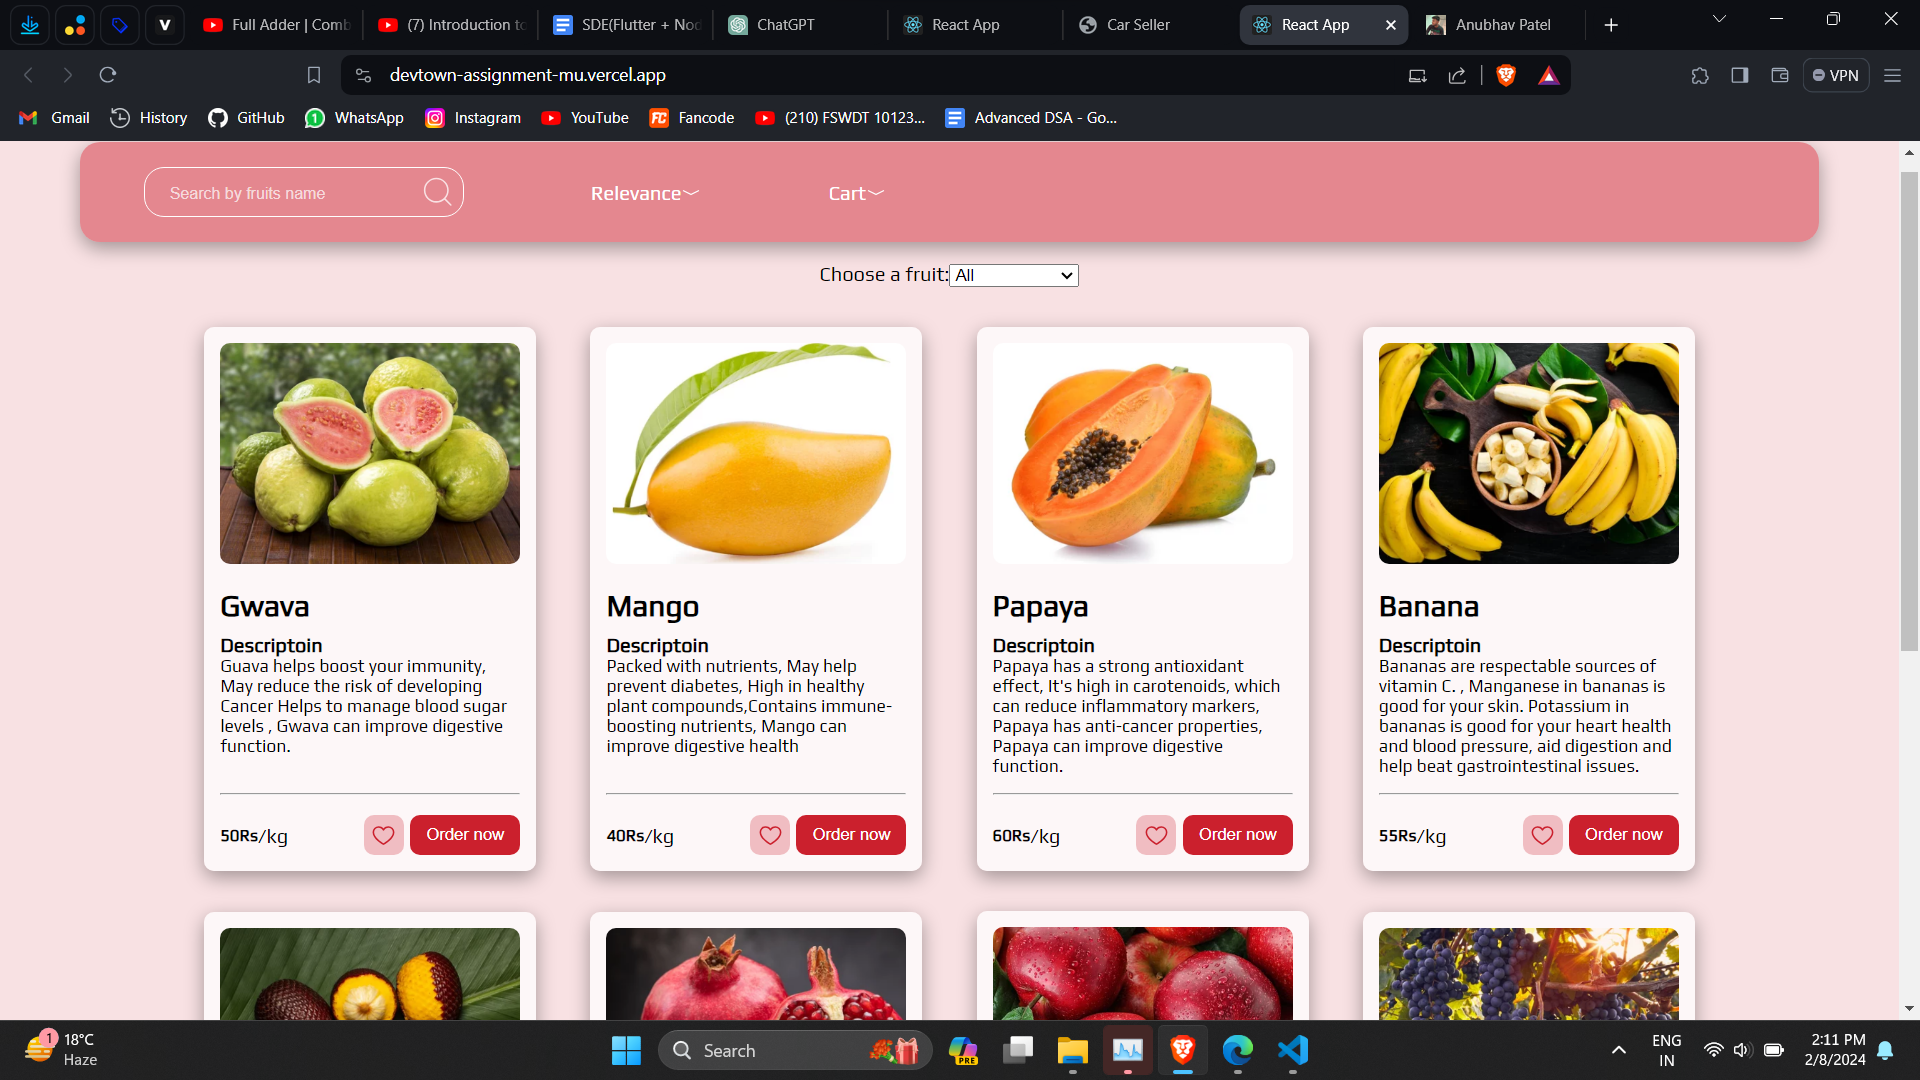 V
Full Adder | Comb
(7) Introduction to
SDE(Flutter + Nod
ChatGPT
React App
Car Seller
React App
Anubhav Patel
devtown-assignment-mu.vercel.app
VPN
Gmail
History
GitHub
1
WhatsApp
Instagram
YouTube
FC
Fancode
(210) FSWDT 10123...
Advanced DSA - Go...
Search by fruits name
Relevance
Cart
Choose a fruit: All
Gwava
Descriptoin
Guava helps boost your immunity,
May reduce the risk of developing
Cancer Helps to manage blood sugar
levels , Gwava can improve digestive
function.
50Rs/kg
Order now
Mango
Descriptoin
Packed with nutrients, May help
prevent diabetes, High in healthy
plant compounds,Contains immune-
boosting nutrients, Mango can
improve digestive health
40Rs/kg
Order now
Papaya
Descriptoin
Papaya has a strong antioxidant
effect, It's high in carotenoids, which
can reduce inflammatory markers,
Papaya has anti-cancer properties,
Papaya can improve digestive
function.
60Rs/kg
Order now
Banana
Descriptoin
Bananas are respectable sources of
vitamin C. , Manganese in bananas is
good for your skin. Potassium in
bananas is good for your heart health
and blood pressure, aid digestion and
help beat gastrointestinal issues.
55Rs/kg
Order now
1
18°C
Haze
Search
PRE
ENG
IN
2:11 PM
2/8/2024